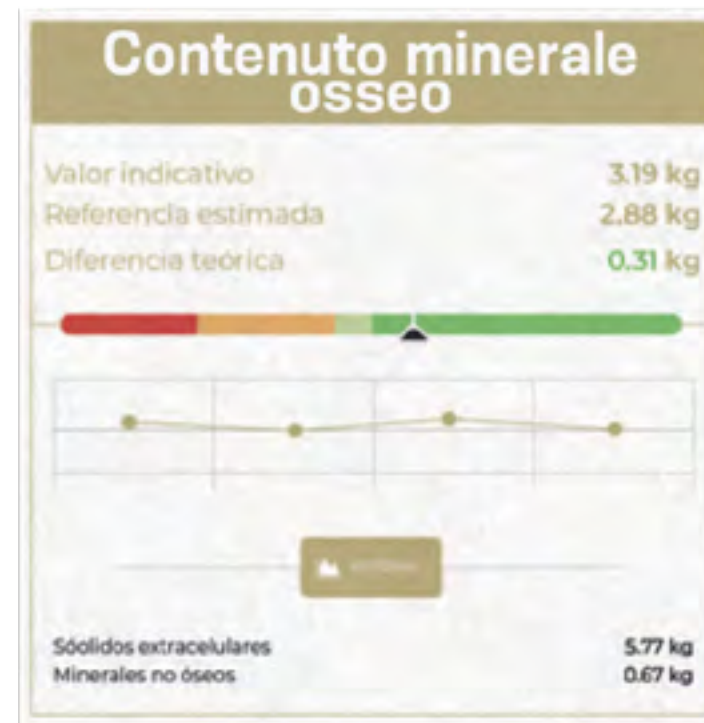 Contenuto minerale
osseo
Valor indicativo 3.19 kg
Referencia estimada 2.88 kg
Diferencia teórica 0.31 kg
Sóolidos extracelulares 5.77 kg
Minerales no óseos 0.67 kg